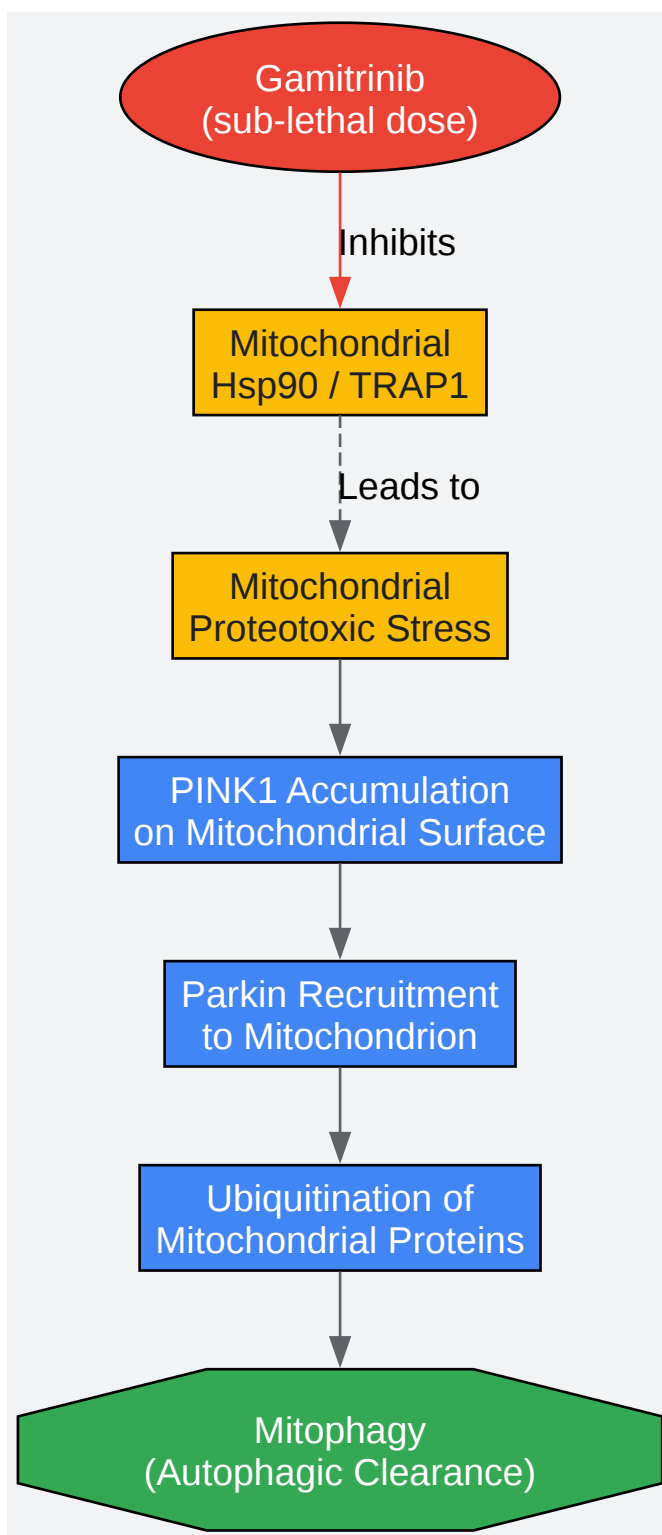 Gamitrinib
(sub-lethal dose)
Inhibits
Mitochondrial
Hsp90 / TRAP1
Leads to
Mitochondrial
Proteotoxic Stress
PINK1 Accumulation
on Mitochondrial Surface
Parkin Recruitment
to Mitochondrion
Ubiquitination of
Mitochondrial Proteins
Mitophagy
(Autophagic Clearance)